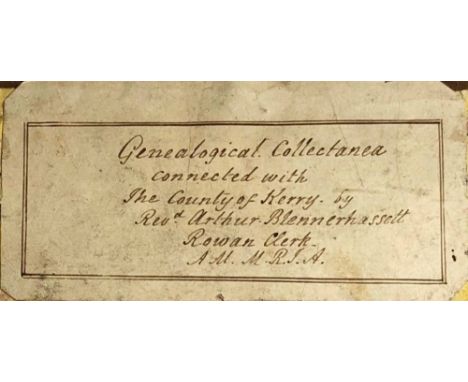 Genealogical Collectanea
connected with
The County of Kerry. by
Revd. Arthur Blennerhassett
Rowan Clerk.
A M. M.R.I.A.